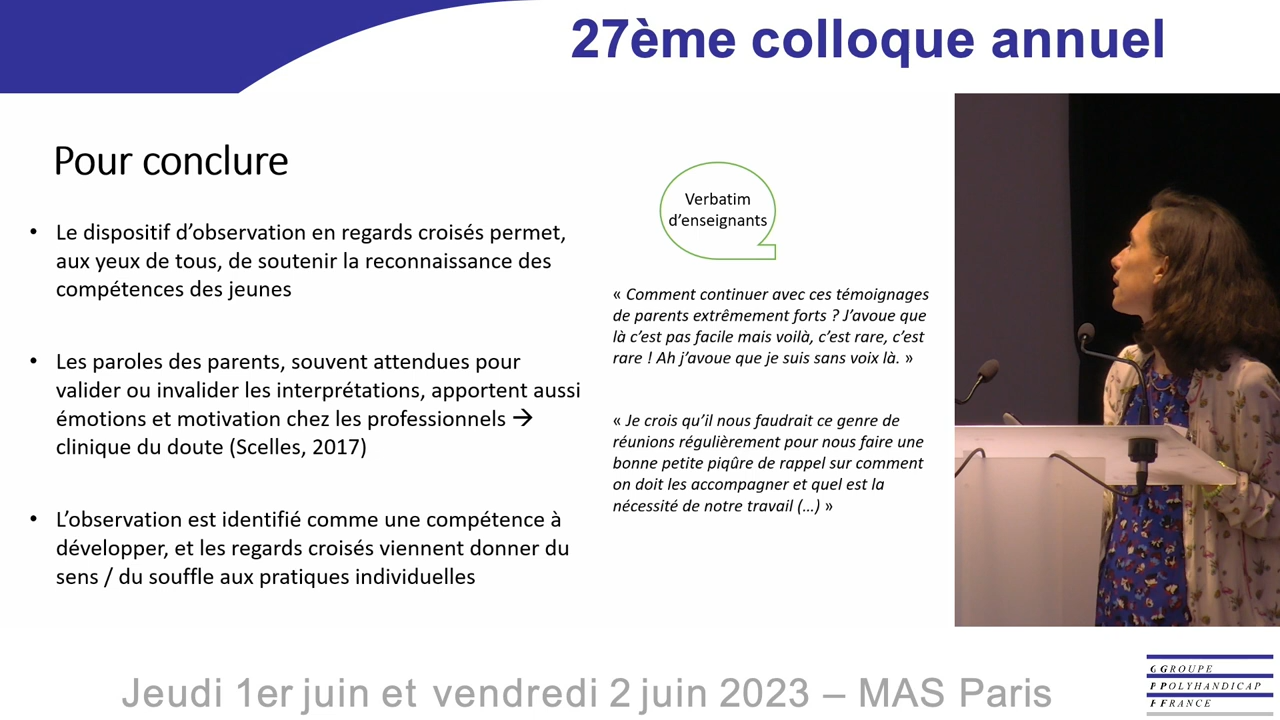 27ème colloque annuel
Pour conclure
• Le dispositif d’observation en regards croisés permet,
aux yeux de tous, de soutenir la reconnaissance des
compétences des jeunes
• Les paroles des parents, souvent attendues pour
valider ou invalider les interprétations, apportent aussi
émotions et motivation chez les professionnels →
clinique du doute (Scelles, 2017)
• L’observation est identifié comme une compétence à
développer, et les regards croisés viennent donner du
sens / du souffle aux pratiques individuelles
Verbatim
d’enseignants
« Comment continuer avec ces témoignages
de parents extrêmement forts ? J’avoue que
là c’est pas facile mais voilà, c’est rare, c’est
rare ! Ah j’avoue que je suis sans voix là. »
« Je crois qu’il nous faudrait ce genre de
réunions régulièrement pour nous faire une
bonne petite piqûre de rappel sur comment
on doit les accompagner et quel est la
nécessité de notre travail (…) »
Jeudi 1er juin et vendredi 2 juin 2023 – MAS Paris
G GROUPE
P POLYHANDICAP
F FRANCE